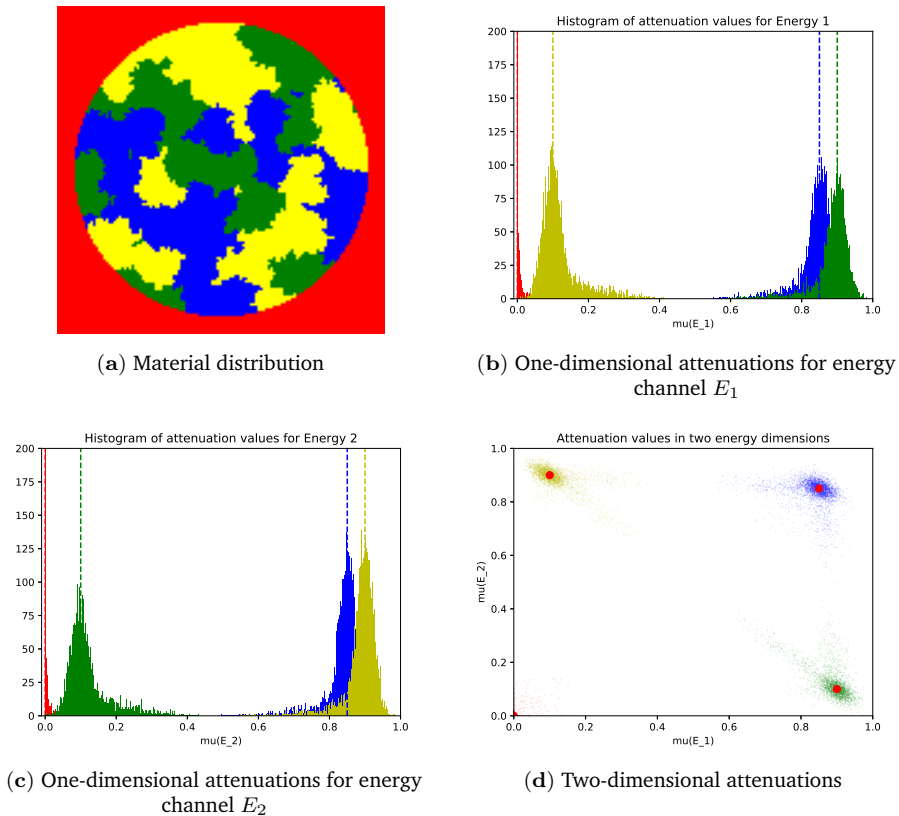 Histogram of attenuation values for Energy 1
200
175
150
125
100
75
50
25
0
0.0 0.2 0.4 0.6 0.8 1.0
mu(E_1)
(a) Material distribution
(b) One-dimensional attenuations for energy
channel E₁
Histogram of attenuation values for Energy 2
200
175
150
125
100
75
50
25
0
0.0 0.2 0.4 0.6 0.8 1.0
mu(E_2)
Attenuation values in two energy dimensions
1.0
0.8
0.6
0.4
0.2
0.0
mu(E_2)
0.0 0.2 0.4 0.6 0.8 1.0
mu(E_1)
(c) One-dimensional attenuations for energy
channel E₂
(d) Two-dimensional attenuations